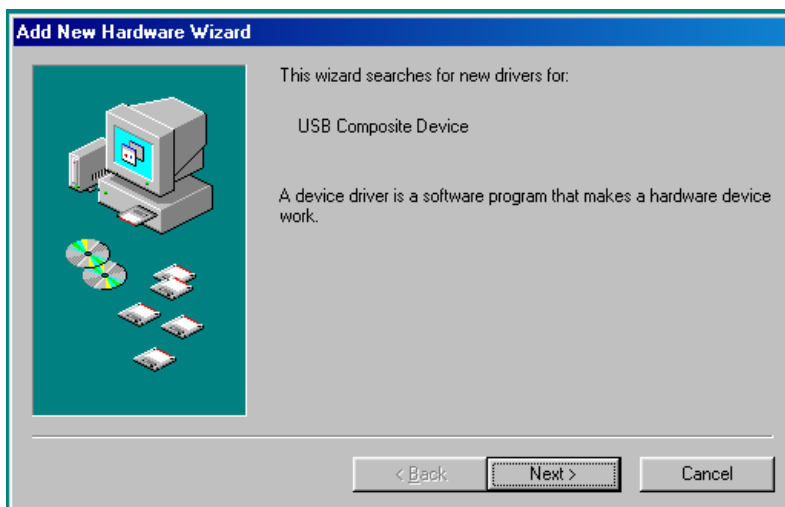 Add New Hardware Wizard
This wizard searches for new drivers for:
USB Composite Device
A device driver is a software program that makes a hardware device
work.
< Back
Next >
Cancel